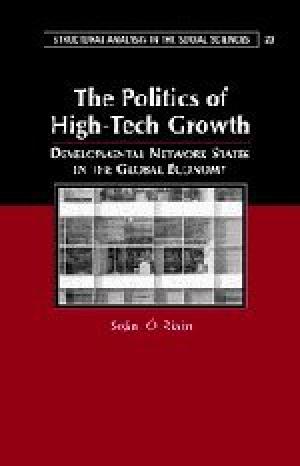 STRUCTURAL ANALYSIS IN THE SOCIAL SCIENCES 23
The Politics of
High-Tech Growth
DEVELOPMENTAL NETWORK STATES
IN THE GLOBAL ECONOMY
Seán Ó Riain